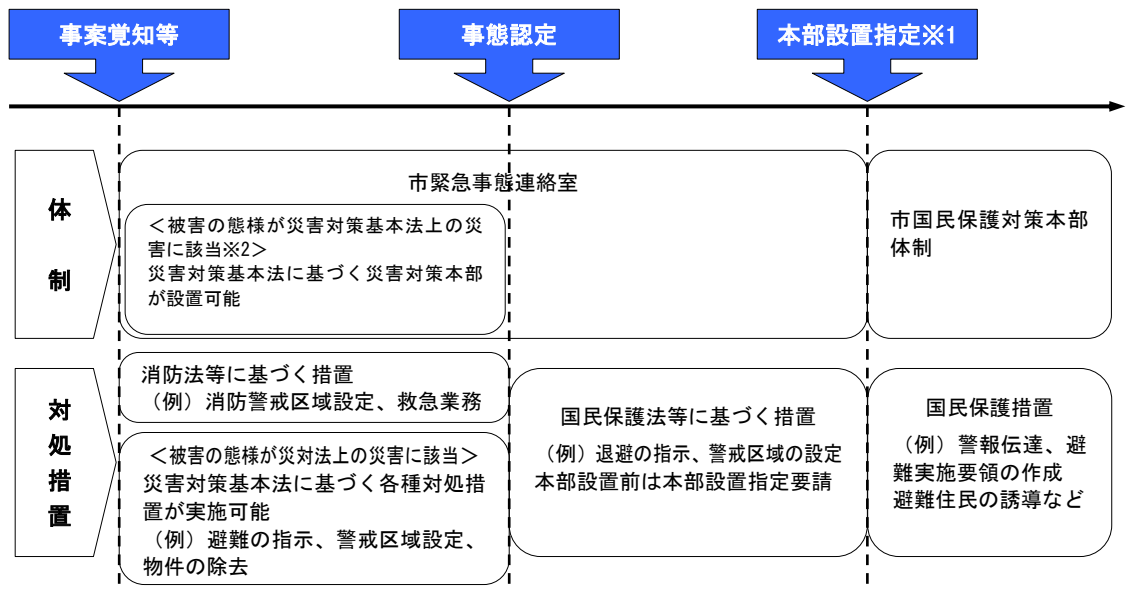 事案覚知等
事態認定
本部設置指定※1
体
制
市緊急事態連絡室
＜被害の態様が災害対策基本法上の災
害に該当※2＞
災害対策基本法に基づく災害対策本部
が設置可能
市国民保護対策本部
体制
対
処
措
置
消防法等に基づく措置
（例）消防警戒区域設定、救急業務
＜被害の態様が災対法上の災害に該当＞
災害対策基本法に基づく各種対処措
置が実施可能
（例）避難の指示、警戒区域設定、
物件の除去
国民保護法等に基づく措置
（例）退避の指示、警戒区域の設定
本部設置前は本部設置指定要請
国民保護措置
（例）警報伝達、避
難実施要領の作成
避難住民の誘導など